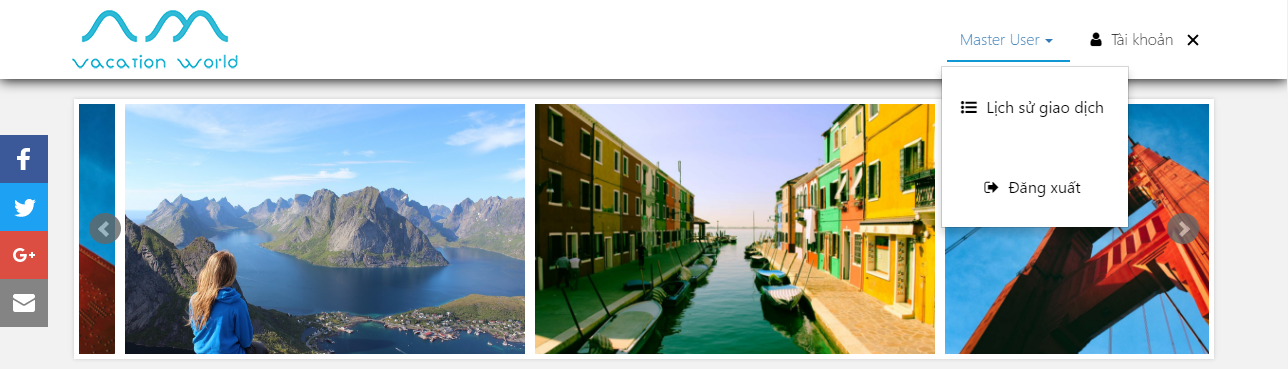 vacation world
Master User
Tài khoản
Lịch sử giao dịch
Đăng xuất